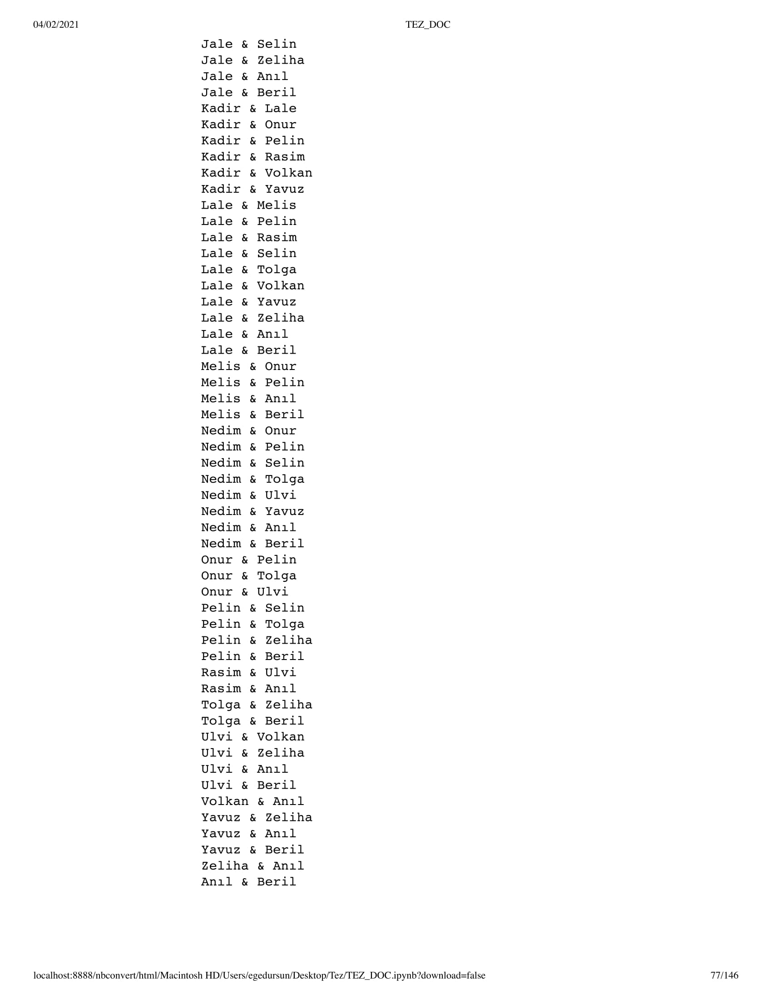 04/02/2021 TEZ_DOC
Jale & Selin
Jale & Zeliha
Jale & Anıl
Jale & Beril
Kadir & Lale
Kadir & Onur
Kadir & Pelin
Kadir & Rasim
Kadir & Volkan
Kadir & Yavuz
Lale & Melis
Lale & Pelin
Lale & Rasim
Lale & Selin
Lale & Tolga
Lale & Volkan
Lale & Yavuz
Lale & Zeliha
Lale & Anıl
Lale & Beril
Melis & Onur
Melis & Pelin
Melis & Anıl
Melis & Beril
Nedim & Onur
Nedim & Pelin
Nedim & Selin
Nedim & Tolga
Nedim & Ulvi
Nedim & Yavuz
Nedim & Anıl
Nedim & Beril
Onur & Pelin
Onur & Tolga
Onur & Ulvi
Pelin & Selin
Pelin & Tolga
Pelin & Zeliha
Pelin & Beril
Rasim & Ulvi
Rasim & Anıl
Tolga & Zeliha
Tolga & Beril
Ulvi & Volkan
Ulvi & Zeliha
Ulvi & Anıl
Ulvi & Beril
Volkan & Anıl
Yavuz & Zeliha
Yavuz & Anıl
Yavuz & Beril
Zeliha & Anıl
Anıl & Beril
localhost:8888/nbconvert/html/Macintosh HD/Users/egedursun/Desktop/Tez/TEZ_DOC.ipynb?download=false 77/146